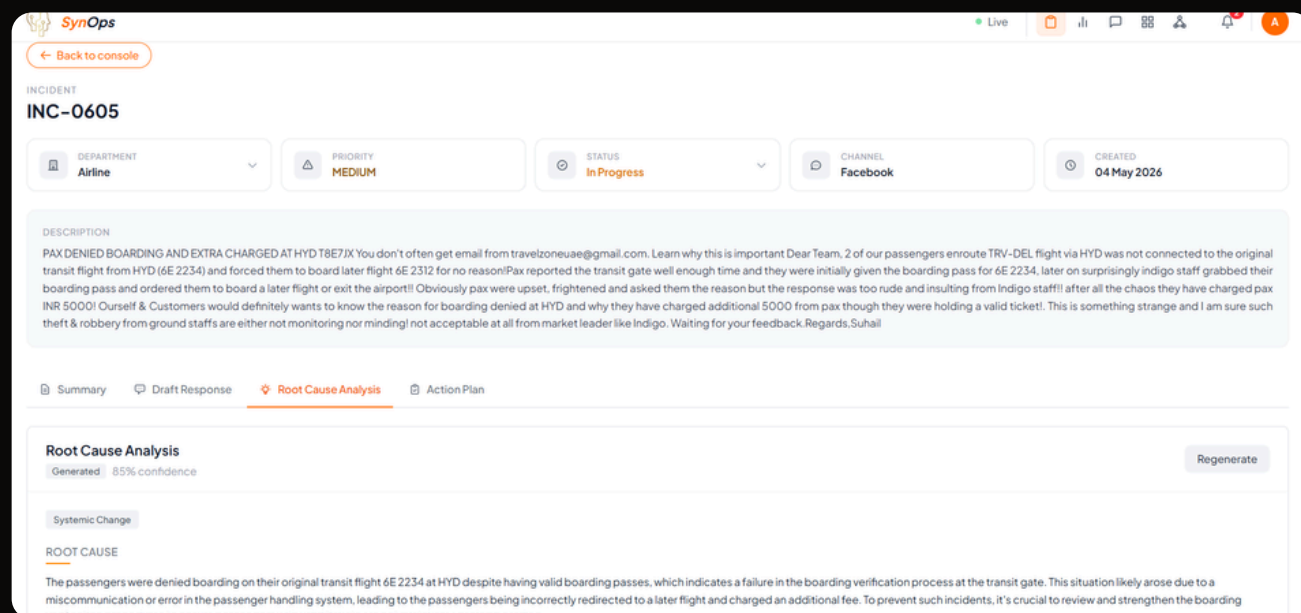 SynOps
Live
A
← Back to console
INCIDENT
INC-0605
DEPARTMENT
Airline
PRIORITY
MEDIUM
STATUS
In Progress
CHANNEL
Facebook
CREATED
04 May 2026
DESCRIPTION
PAX DENIED BOARDING AND EXTRA CHARGED AT HYD T8E7JX You don't often get email from travelzoneuae@gmail.com. Learn why this is important Dear Team, 2 of our passengers enroute TRV-DEL flight via HYD was not connected to the original
transit flight from HYD (6E 2234) and forced them to board later flight 6E 2312 for no reason!Pax reported the transit gate well enough time and they were initially given the boarding pass for 6E 2234, later on surprisingly indigo staff grabbed their
boarding pass and ordered them to board a later flight or exit the airport!! Obviously pax were upset, frightened and asked them the reason but the response was too rude and insulting from Indigo staff!! after all the chaos they have charged pax
INR 5000! Ourself & Customers would definitely wants to know the reason for boarding denied at HYD and why they have charged additional 5000 from pax though they were holding a valid ticket!. This is something strange and I am sure such
theft & robbery from ground staffs are either not monitoring nor minding! not acceptable at all from market leader like Indigo. Waiting for your feedback.Regards,Suhail
Summary
Draft Response
Root Cause Analysis
Action Plan
Root Cause Analysis
Generated 85% confidence
Regenerate
Systemic Change
ROOT CAUSE
The passengers were denied boarding on their original transit flight 6E 2234 at HYD despite having valid boarding passes, which indicates a failure in the boarding verification process at the transit gate. This situation likely arose due to a
miscommunication or error in the passenger handling system, leading to the passengers being incorrectly redirected to a later flight and charged an additional fee. To prevent such incidents, it's crucial to review and strengthen the boarding